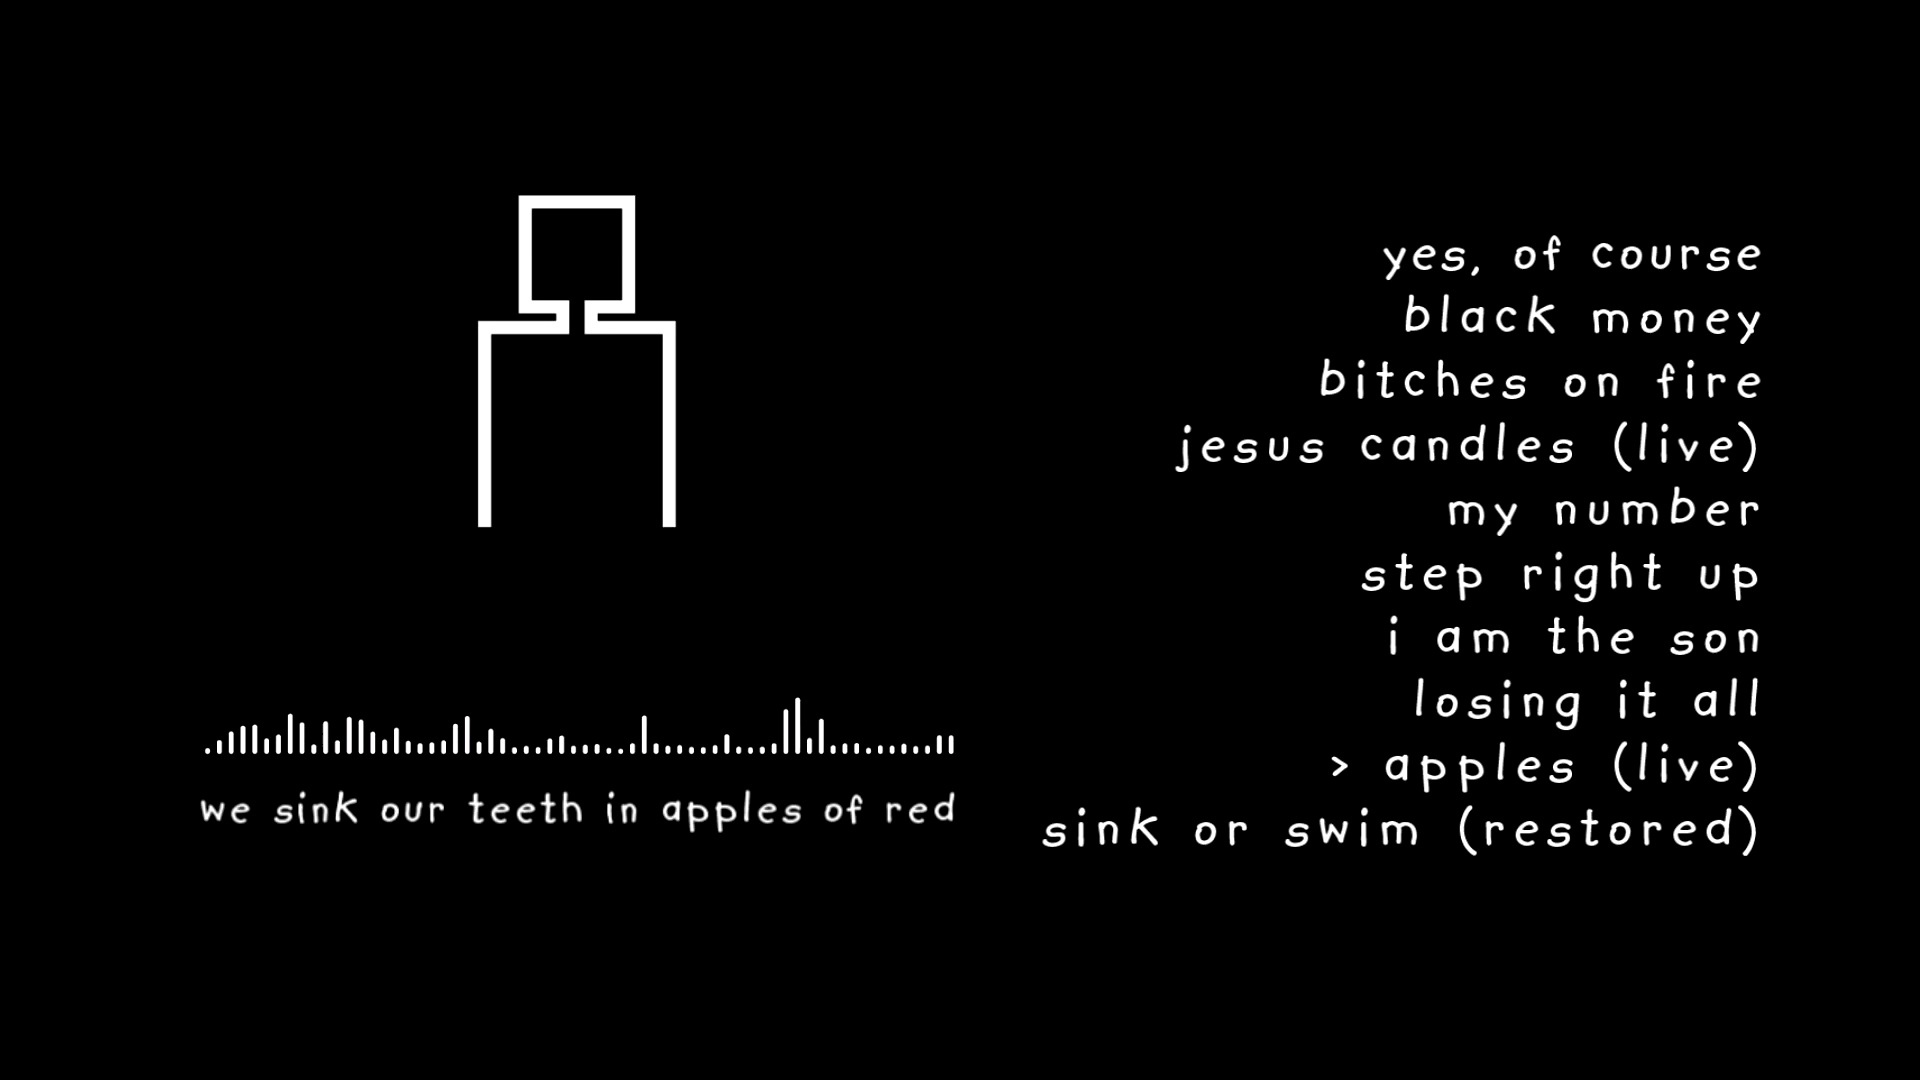 we sink our teeth in apples of red
yes, of course
black money
bitches on fire
jesus candles (live)
my number
step right up
i am the son
losing it all
> apples (live)
sink or swim (restored)